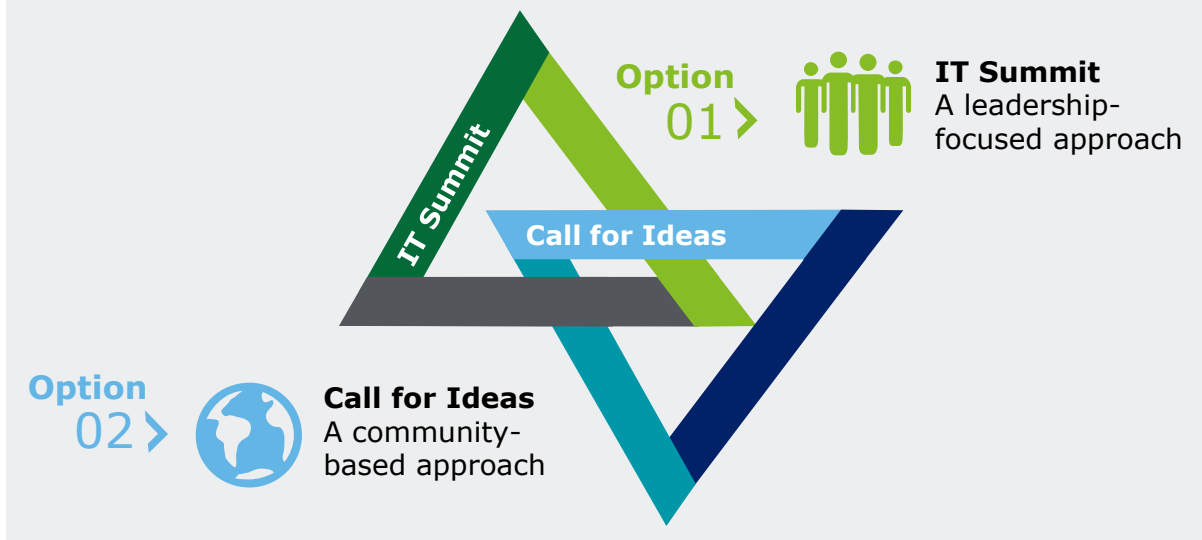 Option
01
IT Summit
A leadership-
focused approach
IT Summit
Call for Ideas
Option
02
Call for Ideas
A community-
based approach